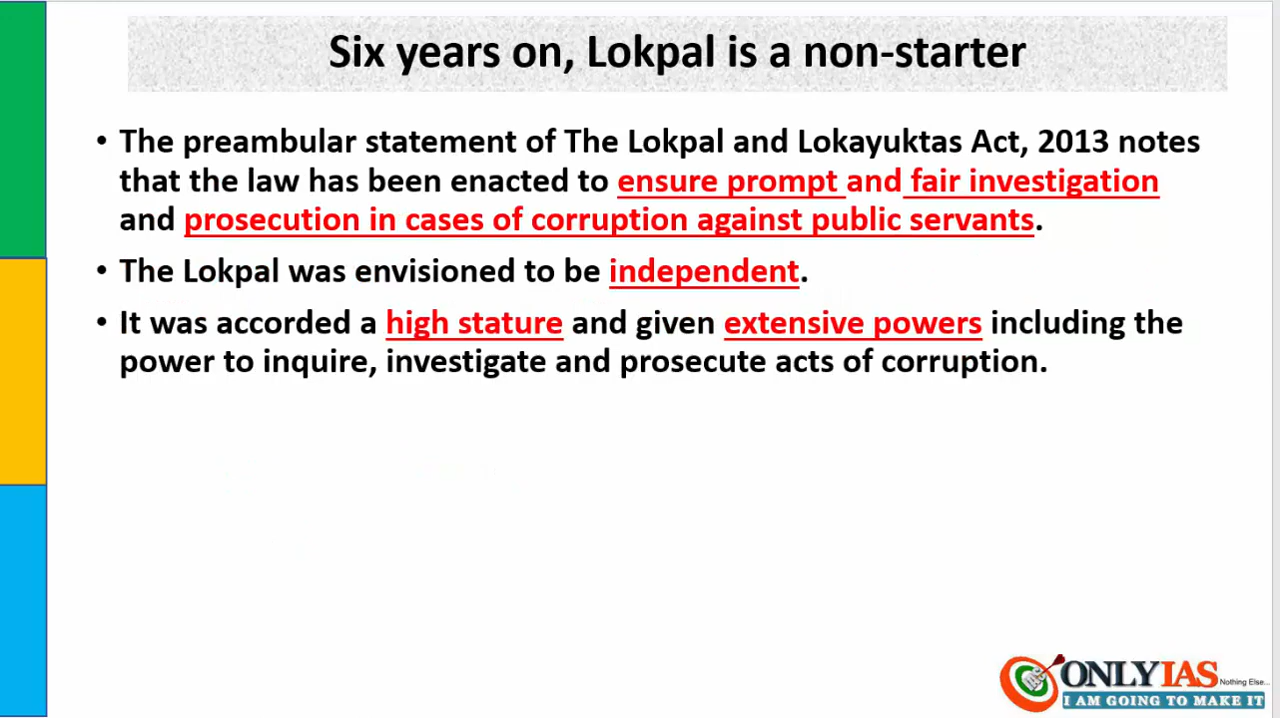 Six years on, Lokpal is a non-starter
• The preambular statement of The Lokpal and Lokayuktas Act, 2013 notes
that the law has been enacted to ensure prompt and fair investigation
and prosecution in cases of corruption against public servants.
• The Lokpal was envisioned to be independent.
• It was accorded a high stature and given extensive powers including the
power to inquire, investigate and prosecute acts of corruption.
ONLYIAS Nothing Else...
I AM GOING TO MAKE IT